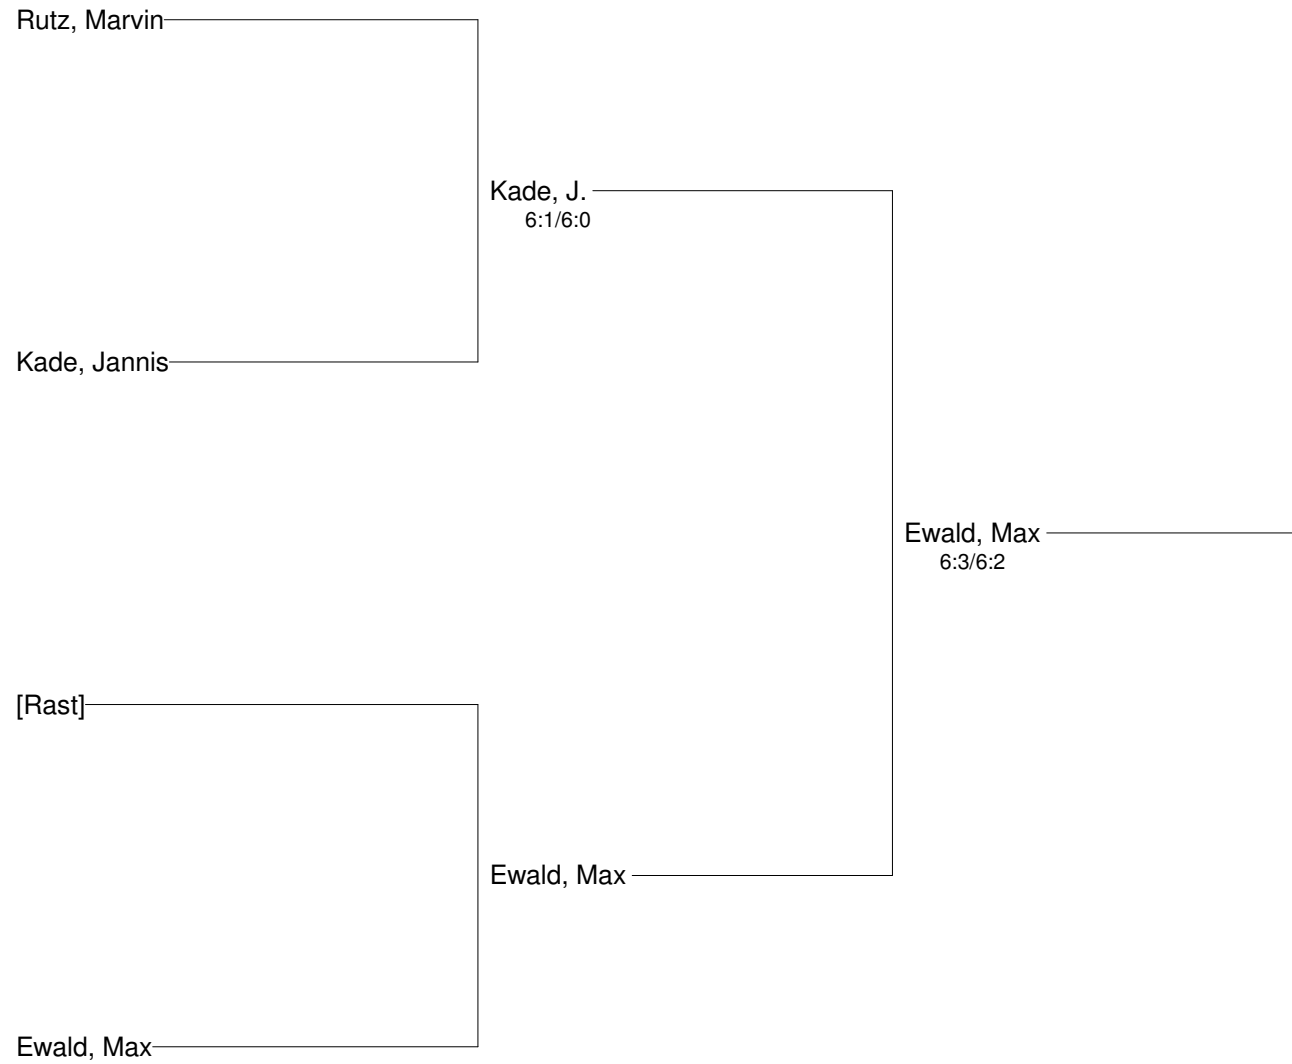 Rutz, Marvin
Kade, J.
6:1/6:0
Kade, Jannis
Ewald, Max
6:3/6:2
[Rast]
Ewald, Max
Ewald, Max